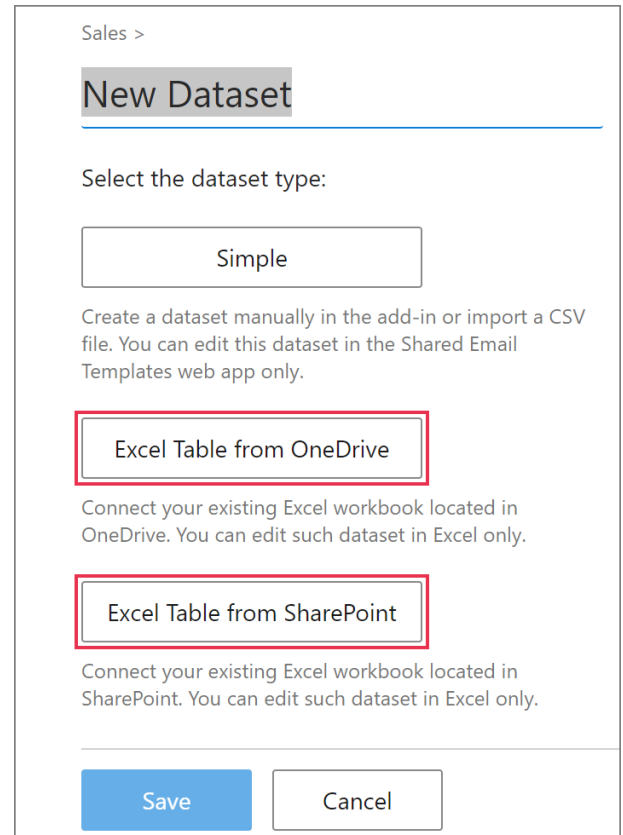 Sales >
New Dataset
Select the dataset type:
Simple
Create a dataset manually in the add-in or import a CSV
file. You can edit this dataset in the Shared Email
Templates web app only.
Excel Table from OneDrive
Connect your existing Excel workbook located in
OneDrive. You can edit such dataset in Excel only.
Excel Table from SharePoint
Connect your existing Excel workbook located in
SharePoint. You can edit such dataset in Excel only.
Save
Cancel